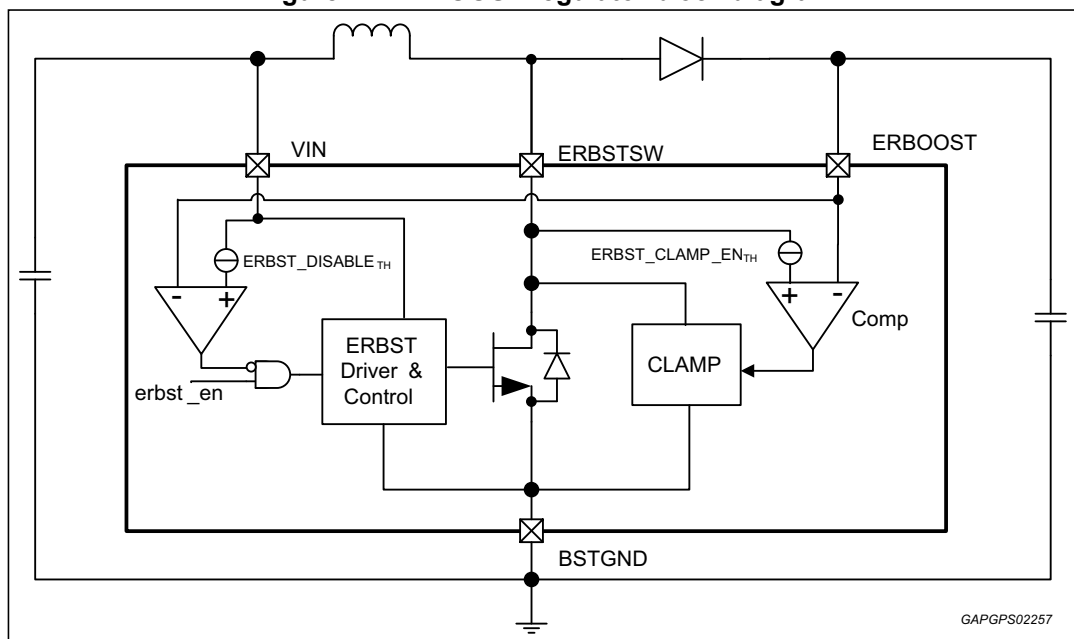 VIN
ERBSTSW
ERBOOST
ERBST_DISABLE TH
ERBST_CLAMP_EN TH
- +
+ -
Comp
ERBST
Driver &
Control
CLAMP
erbst _en
BSTGND
GAPGPS02257